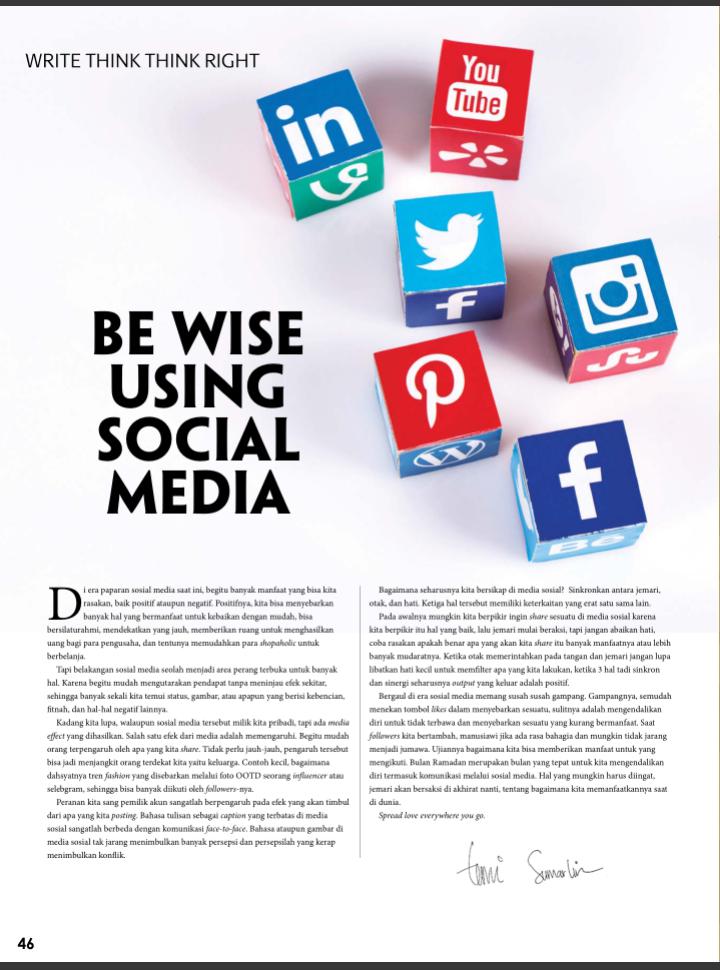 WRITE THINK THINK RIGHT
in
You
Tube
f
f
Bē
BE WISE
USING
SOCIAL
MEDIA
Di era paparan sosial media saat ini, begitu banyak manfaat yang bisa kita
rasakan, baik positif ataupun negatif. Positifnya, kita bisa menyebarkan
banyak hal yang bermanfaat untuk kebaikan dengan mudah, bisa
bersilaturahmi, mendekatkan yang jauh, memberikan ruang untuk menghasilkan
uang bagi para pengusaha, dan tentunya memudahkan para shopaholic untuk
berbelanja.
Tapi belakangan sosial media seolah menjadi area perang terbuka untuk banyak
hal. Karena begitu mudah mengutarakan pendapat tanpa meninjau efek sekitar,
sehingga banyak sekali kita temui status, gambar, atau apapun yang berisi kebencian,
fitnah, dan hal-hal negatif lainnya.
Kadang kita lupa, walaupun sosial media tersebut milik kita pribadi, tapi ada media
effect yang dihasilkan. Salah satu efek dari media adalah memengaruhi. Begitu mudah
orang terpengaruh oleh apa yang kita share. Tidak perlu jauh-jauh, pengaruh tersebut
bisa jadi menjangkit orang terdekat kita yaitu keluarga. Contoh kecil, bagaimana
dahsyatnya tren fashion yang disebarkan melalui foto OOTD seorang influencer atau
selebgram, sehingga bisa banyak diikuti oleh followers-nya.
Peranan kita sang pemilik akun sangatlah berpengaruh pada efek yang akan timbul
dari apa yang kita posting. Bahasa tulisan sebagai caption yang terbatas di media
sosial sangatlah berbeda dengan komunikasi face-to-face. Bahasa ataupun gambar di
media sosial tak jarang menimbulkan banyak persepsi dan persepsilah yang kerap
menimbulkan konflik.
Bagaimana seharusnya kita bersikap di media sosial? Sinkronkan antara jemari,
otak, dan hati. Ketiga hal tersebut memiliki keterkaitan yang erat satu sama lain.
Pada awalnya mungkin kita berpikir ingin share sesuatu di media sosial karena
kita berpikir itu hal yang baik, lalu jemari mulai beraksi, tapi jangan abaikan hati,
coba rasakan apakah benar apa yang akan kita share itu banyak manfaatnya atau lebih
banyak mudaratnya. Ketika otak memerintahkan pada tangan dan jemari jangan lupa
libatkan hati kecil untuk memfilter apa yang kita lakukan, ketika 3 hal tadi sinkron
dan sinergi seharusnya output yang keluar adalah positif.
Bergaul di era sosial media memang susah susah gampang. Gampangnya, semudah
menekan tombol likes dalam menyebarkan sesuatu, sulitnya adalah mengendalikan
diri untuk tidak terbawa dan menyebarkan sesuatu yang kurang bermanfaat. Saat
followers kita bertambah, manusiawi jika ada rasa bahagia dan mungkin tidak jarang
menjadi jumawa. Ujiannya bagaimana kita bisa memberikan manfaat untuk yang
mengikuti. Bulan Ramadan merupakan bulan yang tepat untuk kita mengendalikan
diri termasuk komunikasi melalui sosial media. Hal yang mungkin harus diingat,
jemari akan bersaksi di akhirat nanti, tentang bagaimana kita memanfaatkannya saat
di dunia.
Spread love everywhere you go.
Temi Sumarlin
46